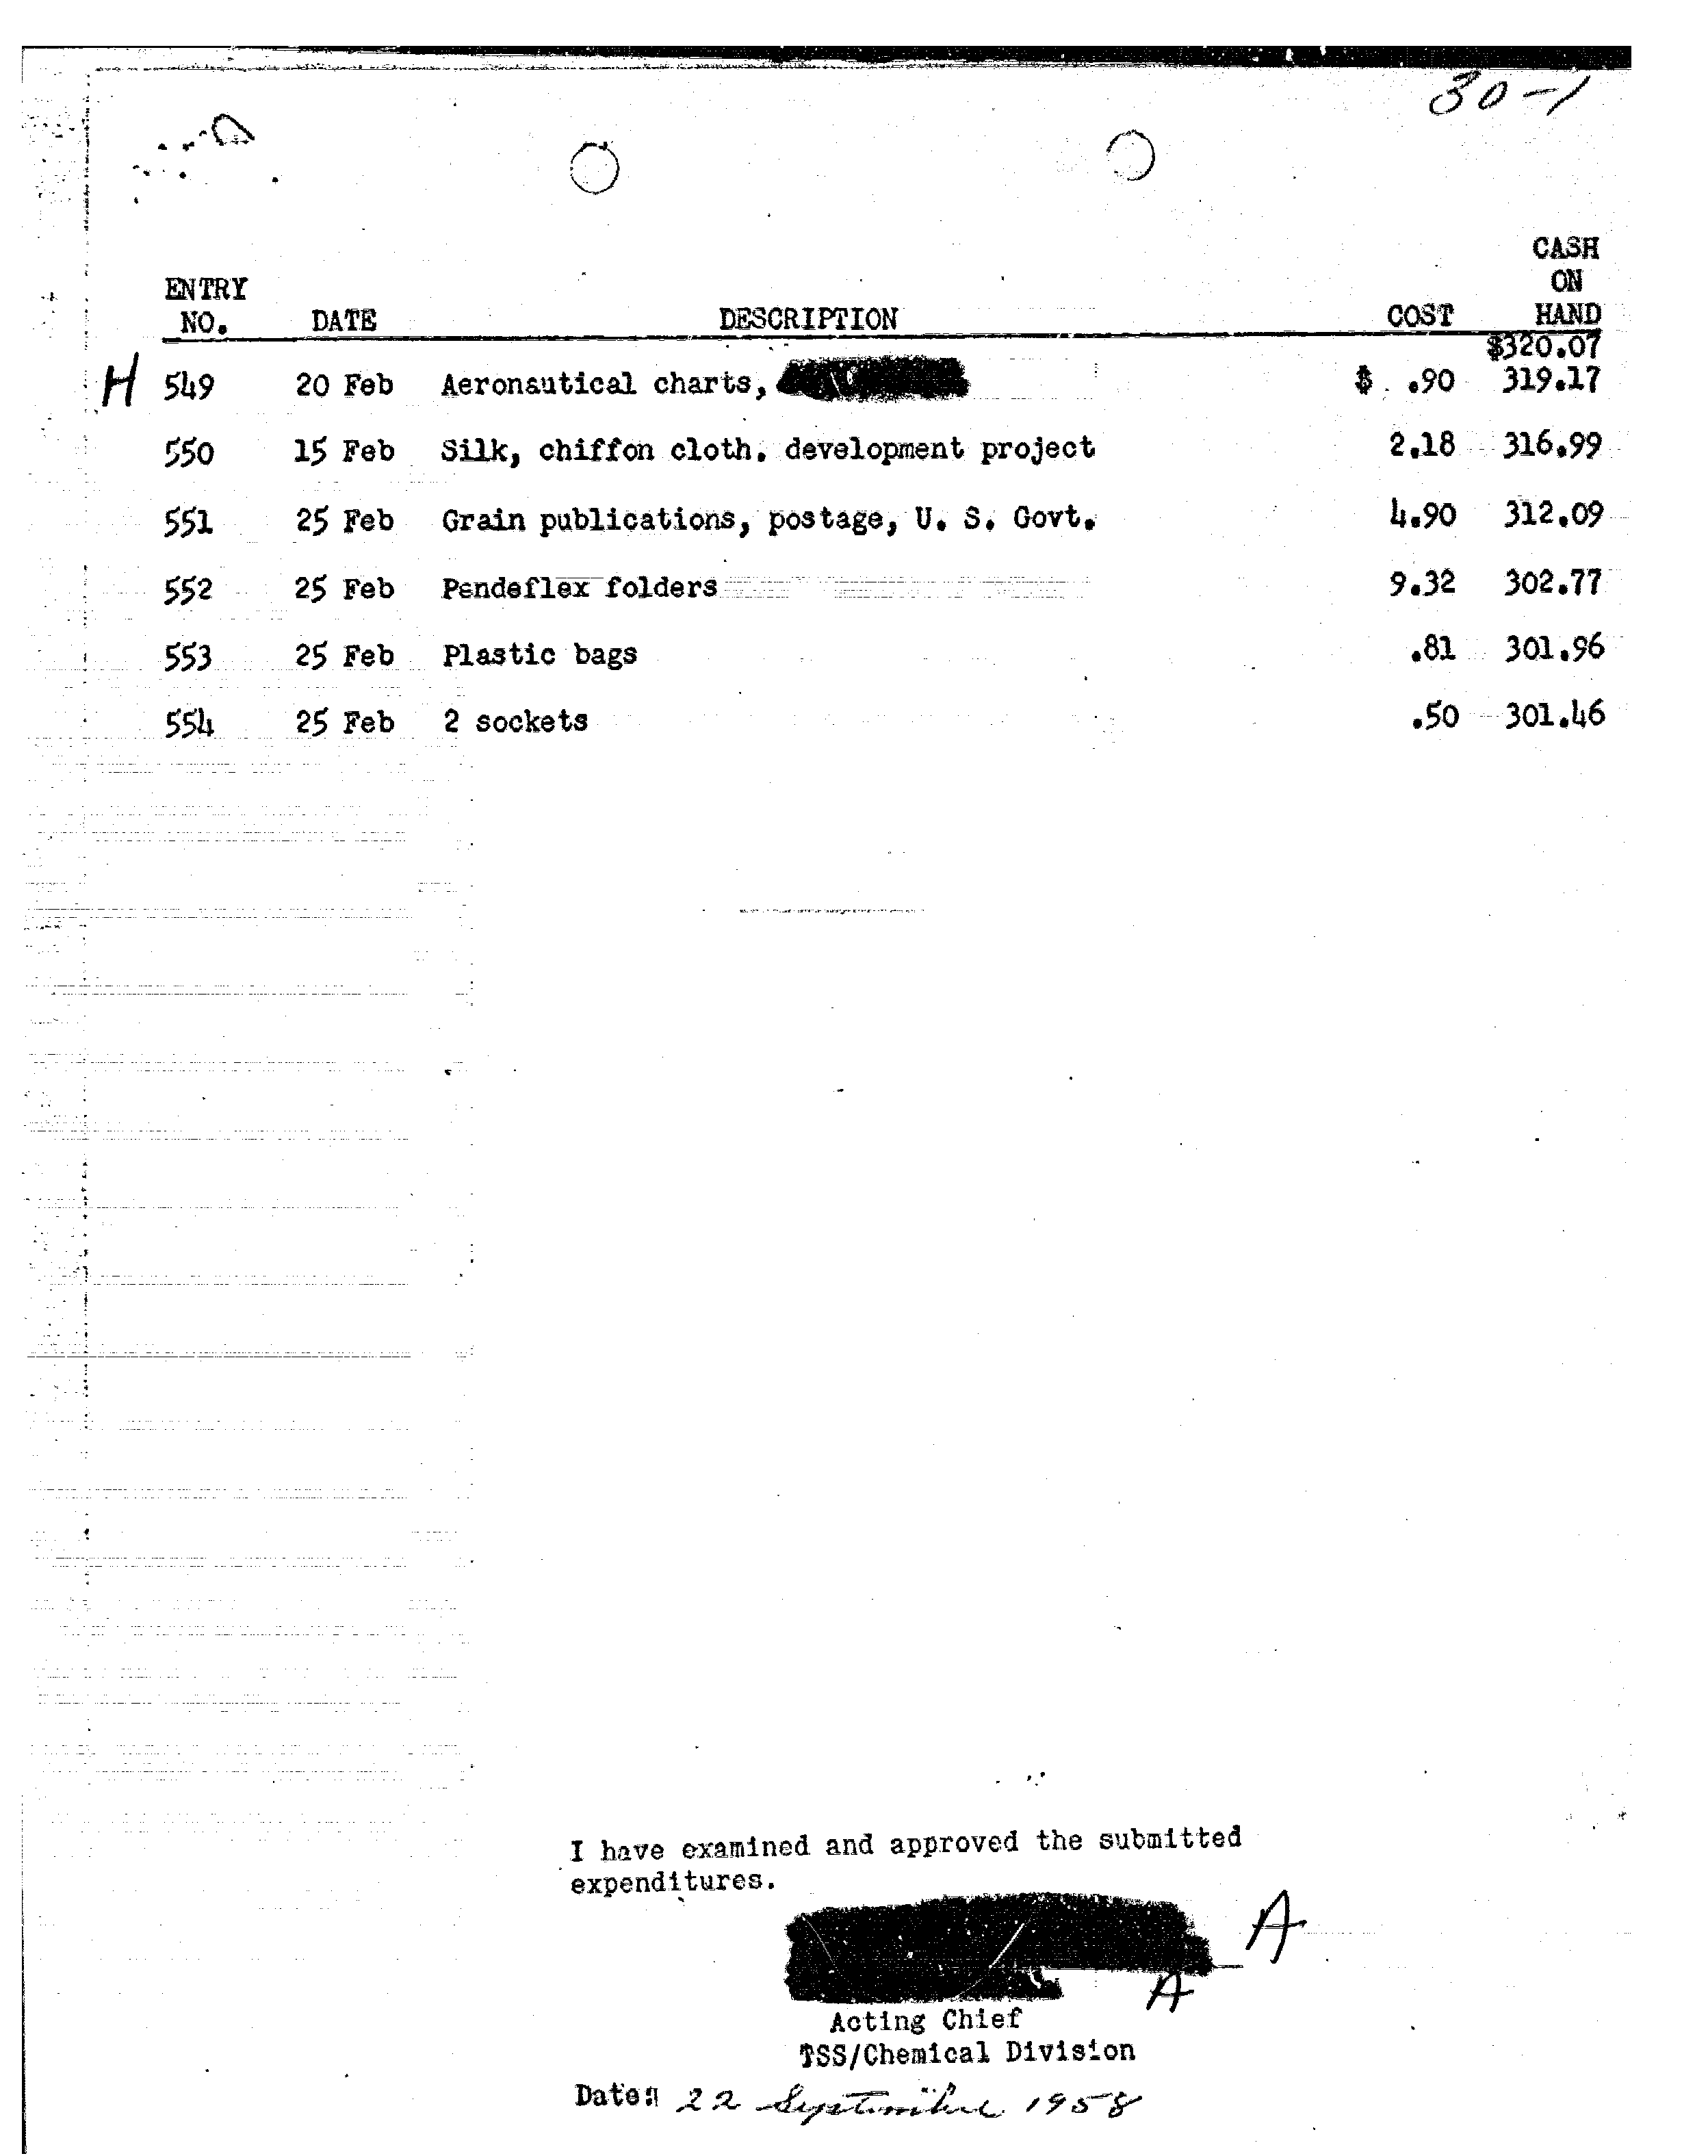 30-1
CASH
ENTRY ON
NO. DATE DESCRIPTION COST HAND
$320.07
H 549 20 Feb Aeronautical charts, $ .90 319.17
550 15 Feb Silk, chiffon cloth. development project 2.18 316.99
551 25 Feb Grain publications, postage, U. S. Govt. 4.90 312.09
552 25 Feb Pendeflex folders 9.32 302.77
553 25 Feb Plastic bags .81 301.96
554 25 Feb 2 sockets .50 301.46
I have examined and approved the submitted
expenditures.
A
A
Acting Chief
TSS/Chemical Division
Date: 22 September 1958